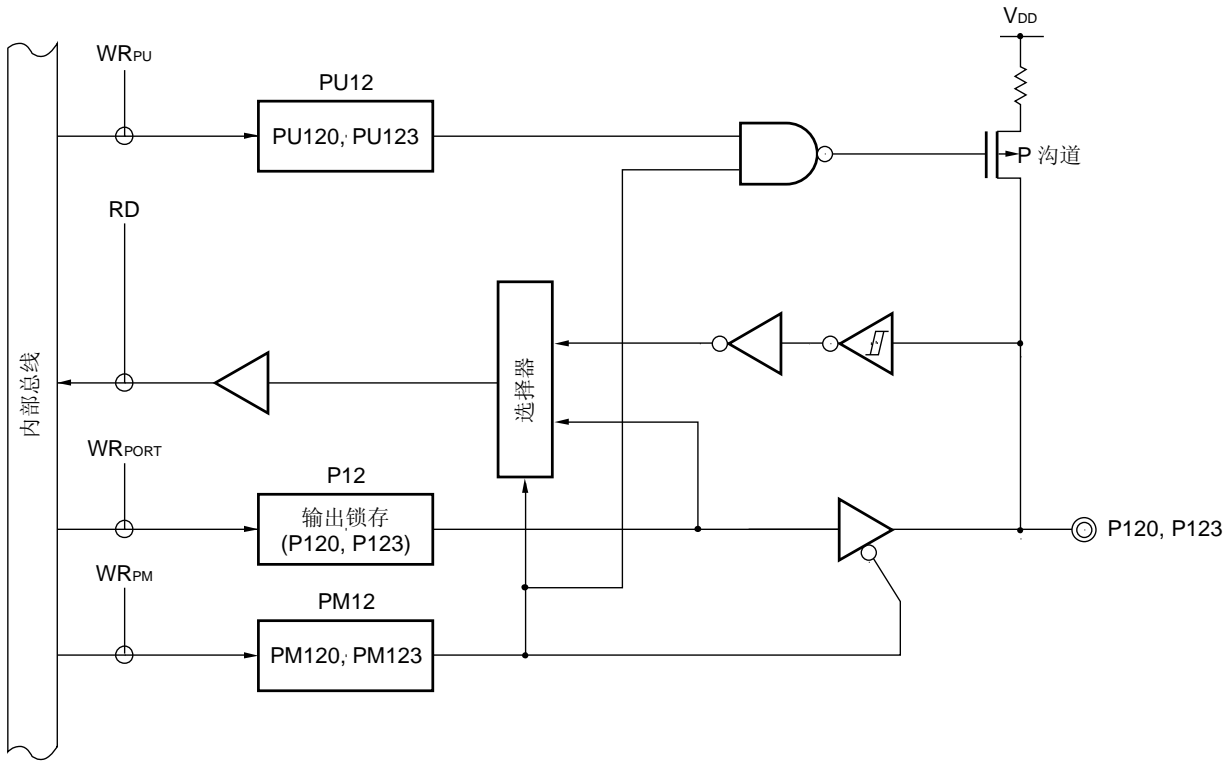 VDD
WRPU
PU12
PU120, PU123
P 沟道
RD
内部总线
选择器
WRPORT
P12
输出锁存
(P120, P123)
P120, P123
WRPM
PM12
PM120, PM123